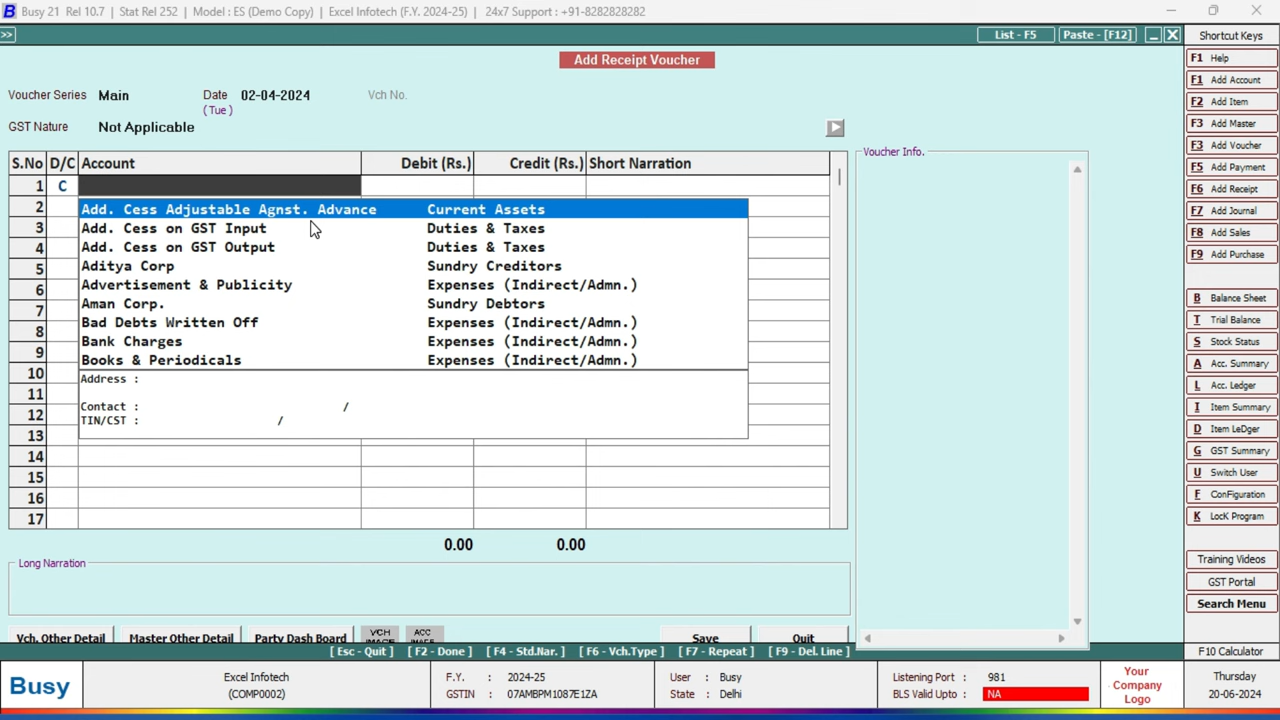 Busy 21 Rel 10.7 | Stat Rel 252 | Model : ES (Demo Copy) | Excel Infotech (F.Y. 2024-25) | 24x7 Support : +91-8282828282
>> List - F5 Paste - [F12] Shortcut Keys
Add Receipt Voucher
Voucher Series Main Date 02-04-2024 Vch No.
( Tue )
GST Nature Not Applicable
S.No D/C Account Debit (Rs.) Credit (Rs.) Short Narration
1 C
2 Add. Cess Adjustable Agnst. Advance Current Assets
3 Add. Cess on GST Input Duties & Taxes
4 Add. Cess on GST Output Duties & Taxes
5 Aditya Corp Sundry Creditors
6 Advertisement & Publicity Expenses (Indirect/Admn.)
7 Aman Corp. Sundry Debtors
8 Bad Debts Written Off Expenses (Indirect/Admn.)
9 Bank Charges Expenses (Indirect/Admn.)
10 Books & Periodicals Expenses (Indirect/Admn.)
Address :
11
Contact : /
12
TIN/CST : /
13
14
15
16
17
0.00 0.00
Long Narration
Vch. Other Detail Master Other Detail Party Dash Board VCH IMAGE ACC IMAGE Save Quit
[ Esc - Quit ] [ F2 - Done ] [ F4 - Std.Nar. ] [ F6 - Vch.Type ] [ F7 - Repeat ] [ F9 - Del. Line ]
Voucher Info.
F1 Help
F1 Add Account
F2 Add Item
F3 Add Master
F3 Add Voucher
F5 Add Payment
F6 Add Receipt
F7 Add Journal
F8 Add Sales
F9 Add Purchase
B Balance Sheet
T Trial Balance
S Stock Status
A Acc. Summary
L Acc. Ledger
I Item Summary
D Item LeDger
G GST Summary
U Switch User
F ConFiguration
K LocK Program
Training Videos
GST Portal
Search Menu
F10 Calculator
Busy
Excel Infotech
(COMP0002)
F.Y. : 2024-25
GSTIN : 07AMBPM1087E1ZA
User : Busy
State : Delhi
Listening Port : 981
BLS Valid Upto : NA
Your
Company
Logo
Thursday
20-06-2024